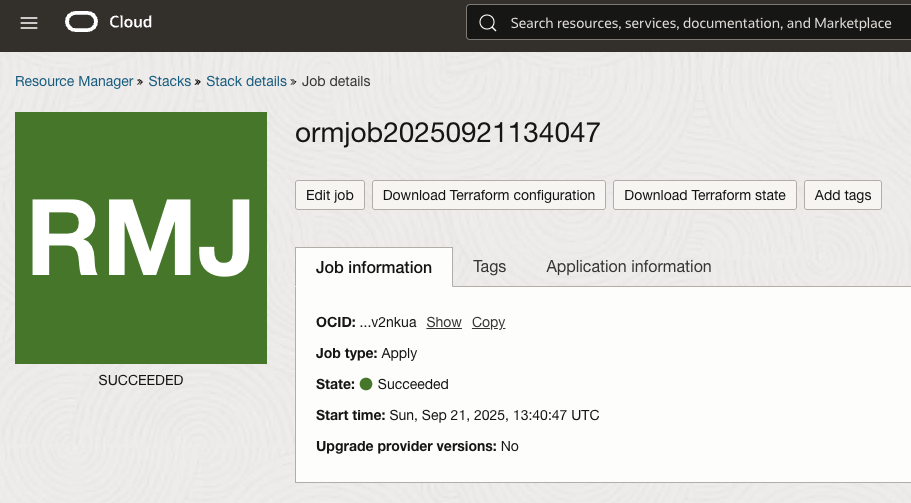 Cloud
Search resources, services, documentation, and Marketplace
Resource Manager » Stacks » Stack details » Job details
RMJ
SUCCEEDED
ormjob20250921134047
Edit job
Download Terraform configuration
Download Terraform state
Add tags
Job information
Tags
Application information
OCID: ...v2nkua Show Copy
Job type: Apply
State: Succeeded
Start time: Sun, Sep 21, 2025, 13:40:47 UTC
Upgrade provider versions: No